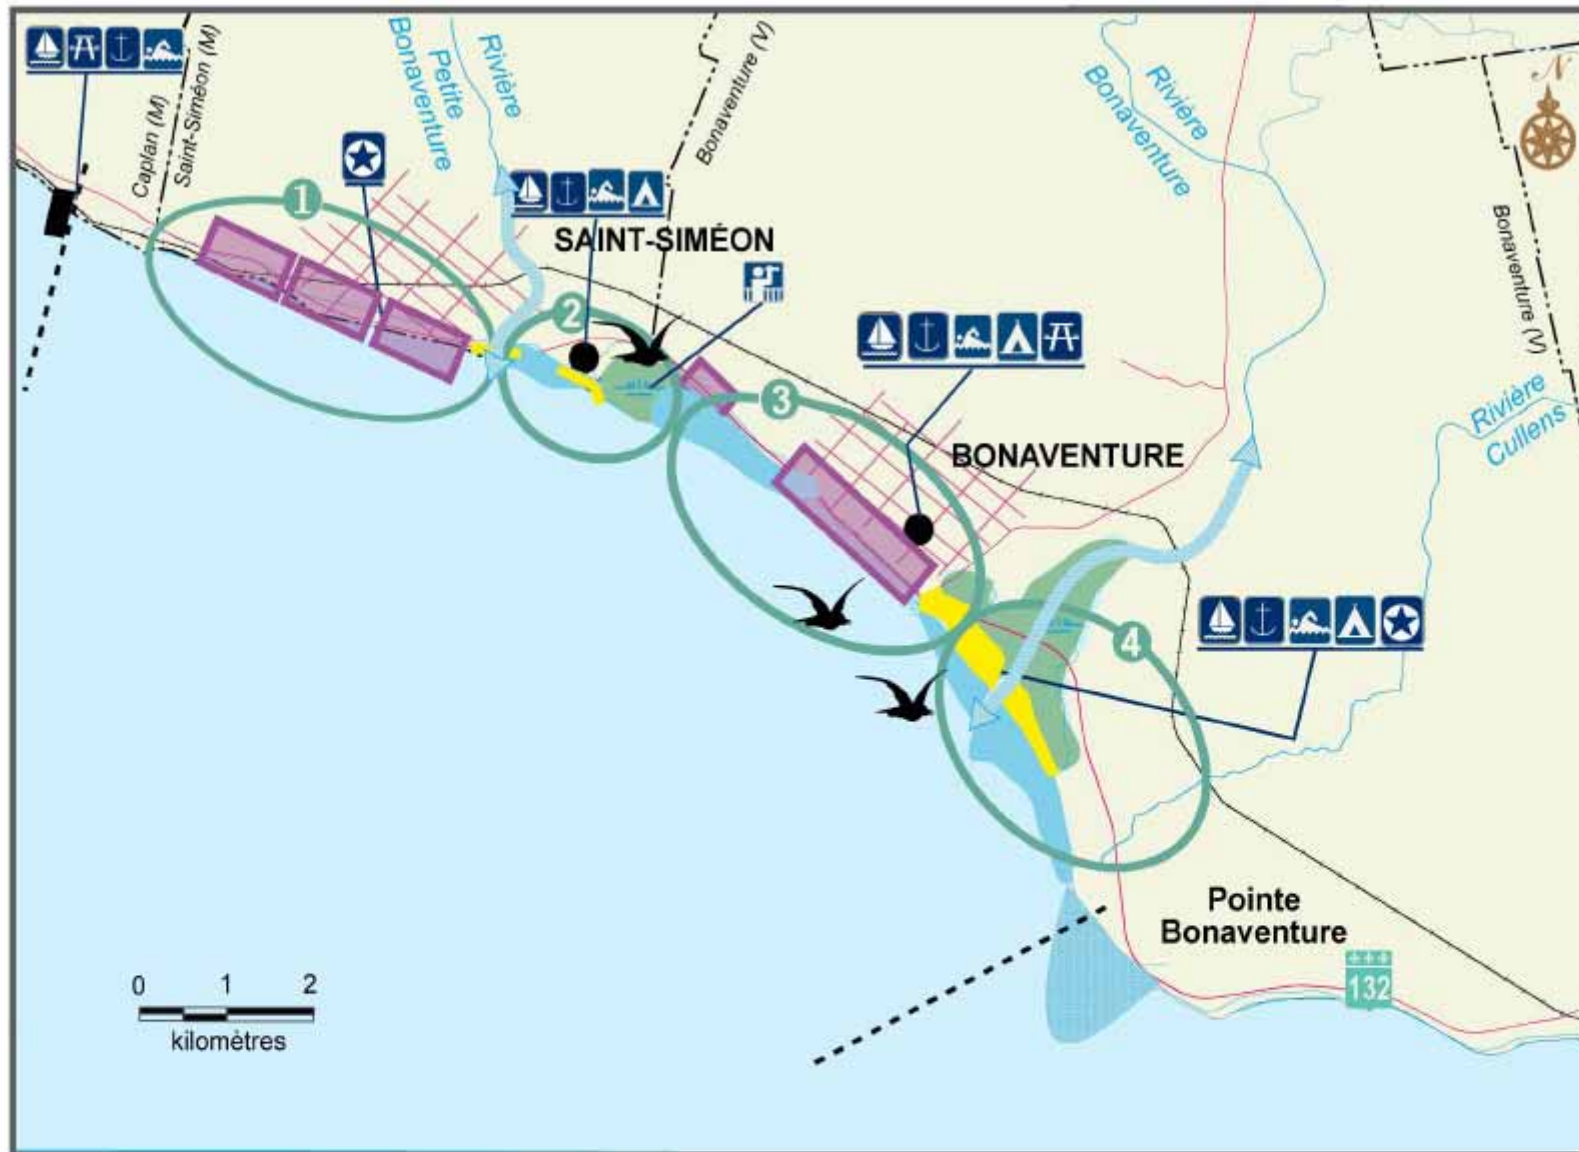 Caplan (M)
Saint-Siméon (M)
Rivière
Petite
Bonaventure
Bonaventure (V)
Rivière
Bonaventure
N
1
SAINT-SIMÉON
2
3
BONAVENTURE
Bonaventure (V)
Rivière
Cullens
4
Pointe
Bonaventure
132
0 1 2
kilomètres